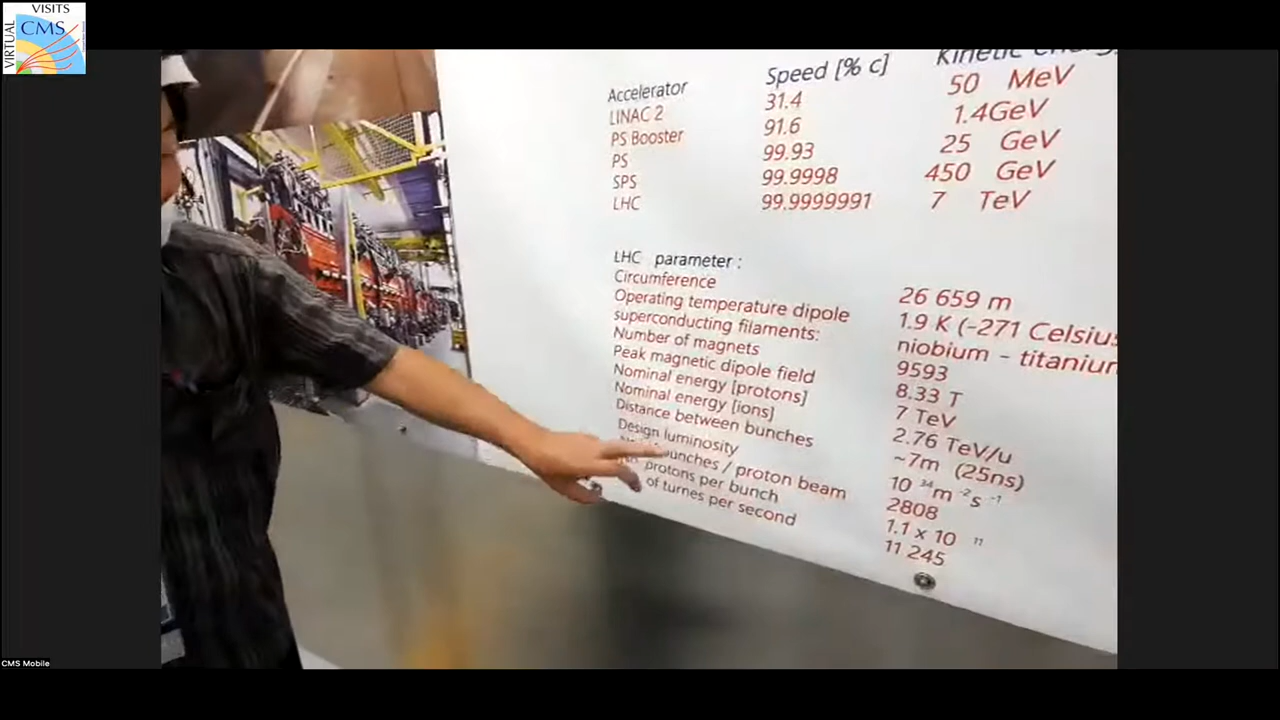 VISITS
VIRTUAL
CMS
Accelerator Speed [% c] Kinetic
LINAC 2 31.4 50 MeV
PS Booster 91.6 1.4GeV
PS 99.93 25 GeV
SPS 99.9998 450 GeV
LHC 99.9999991 7 TeV
LHC parameter :
Circumference 26 659 m
Operating temperature dipole 1.9 K (-271 Celsius
superconducting filaments: niobium - titanium
Number of magnets 9593
Peak magnetic dipole field 8.33 T
Nominal energy [protons] 7 TeV
Nominal energy [ions] 2.76 TeV/u
Distance between bunches ~7m (25ns)
Design luminosity 10 34 m -2 s -1
bunches / proton beam 2808
protons per bunch 1.1 x 10 11
of turnes per second 11 245
CMS Mobile